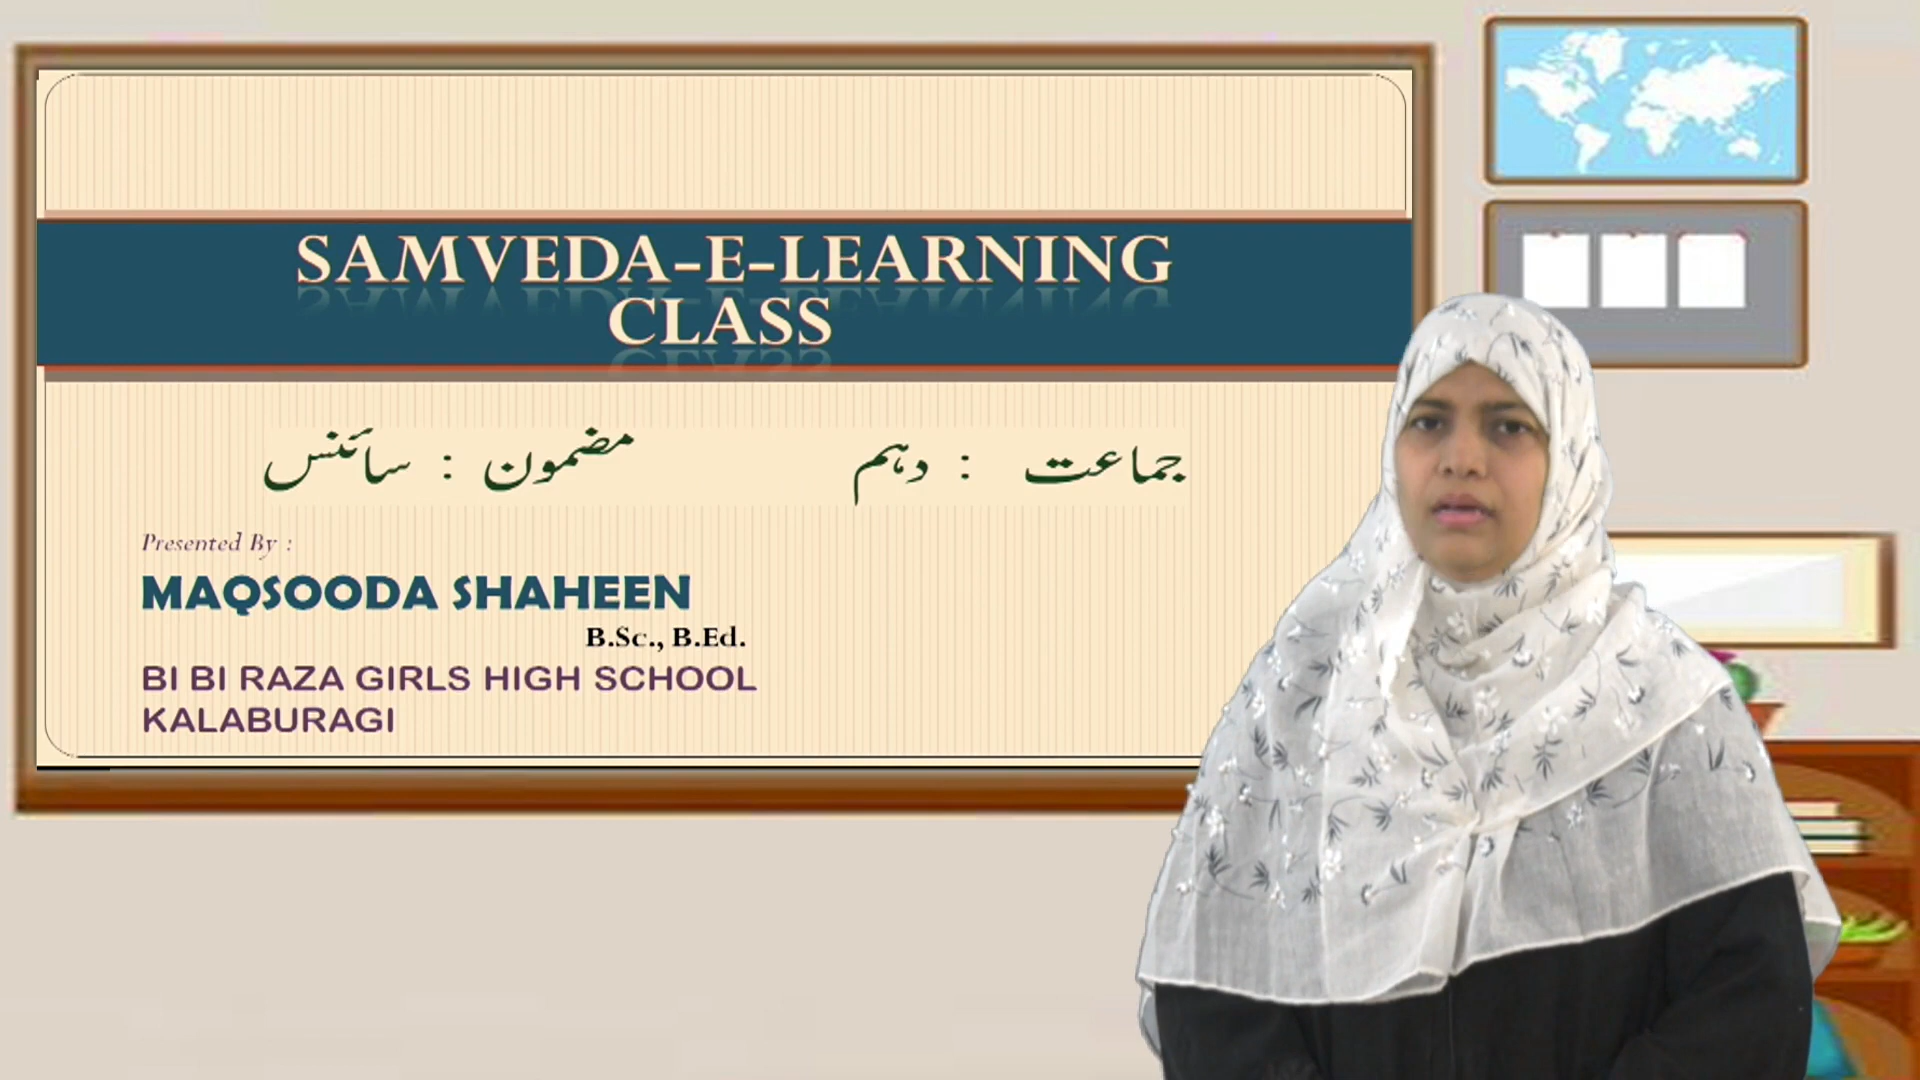 SAMVEDA-E-LEARNING
CLASS
جماعت : دہم مضمون : سائنس
Presented By :
MAQSOODA SHAHEEN
B.Sc., B.Ed.
BI BI RAZA GIRLS HIGH SCHOOL
KALABURAGI